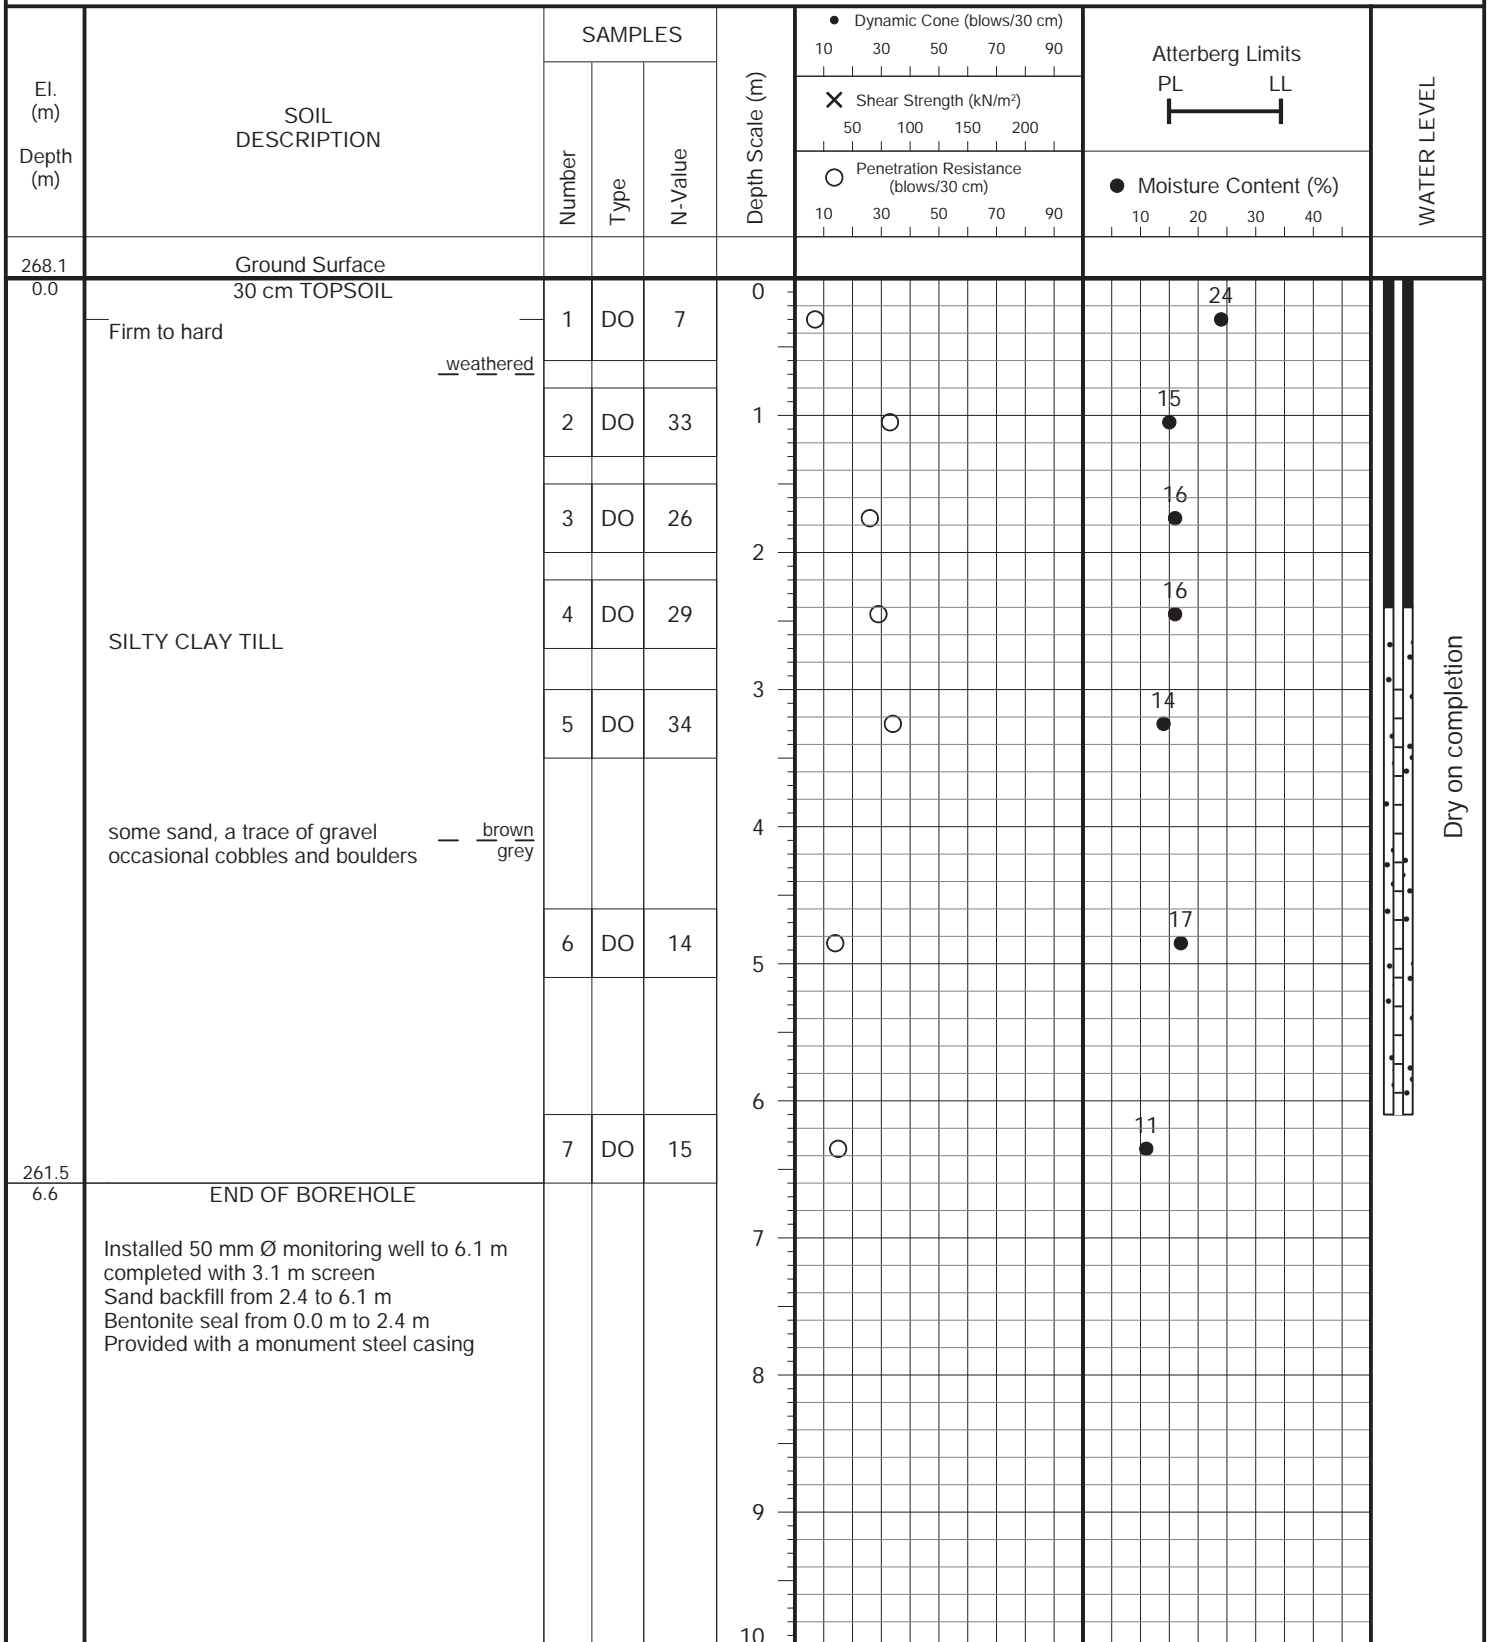 El.
(m)
Depth
(m)
SOIL
DESCRIPTION
SAMPLES
Number
Type
N-Value
Depth Scale (m)
Dynamic Cone (blows/30 cm)
10 30 50 70 90
Shear Strength (kN/m²)
50 100 150 200
Penetration Resistance
(blows/30 cm)
10 30 50 70 90
Atterberg Limits
PL LL
Moisture Content (%)
10 20 30 40
WATER LEVEL
268.1 Ground Surface
0.0 30 cm TOPSOIL 0
24
Firm to hard 1 DO 7
weathered
15
2 DO 33 1
16
3 DO 26
2
16
4 DO 29
SILTY CLAY TILL
3
14
5 DO 34
Dry on completion
4
some sand, a trace of gravel brown
occasional cobbles and boulders grey
17
6 DO 14
5
6
11
7 DO 15
261.5
6.6 END OF BOREHOLE
7
Installed 50 mm Ø monitoring well to 6.1 m
completed with 3.1 m screen
Sand backfill from 2.4 to 6.1 m
Bentonite seal from 0.0 m to 2.4 m
Provided with a monument steel casing
8
9
10